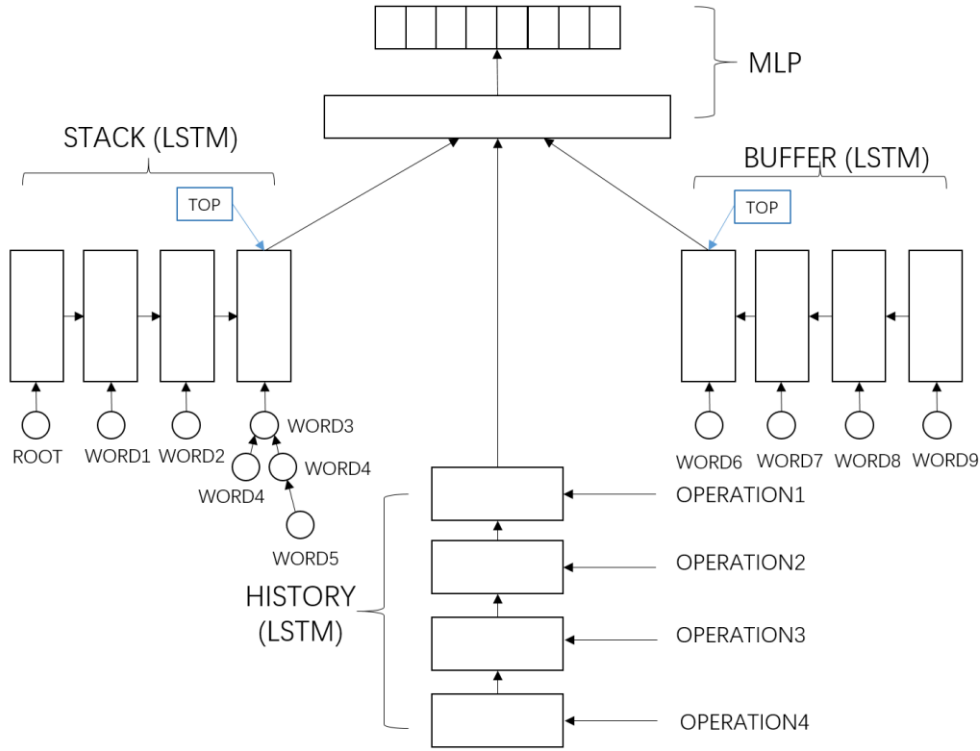 MLP
STACK (LSTM)
BUFFER (LSTM)
TOP
TOP
ROOT
WORD1
WORD2
WORD3
WORD4
WORD4
WORD5
WORD6
WORD7
WORD8
WORD9
OPERATION1
OPERATION2
HISTORY
(LSTM)
OPERATION3
OPERATION4